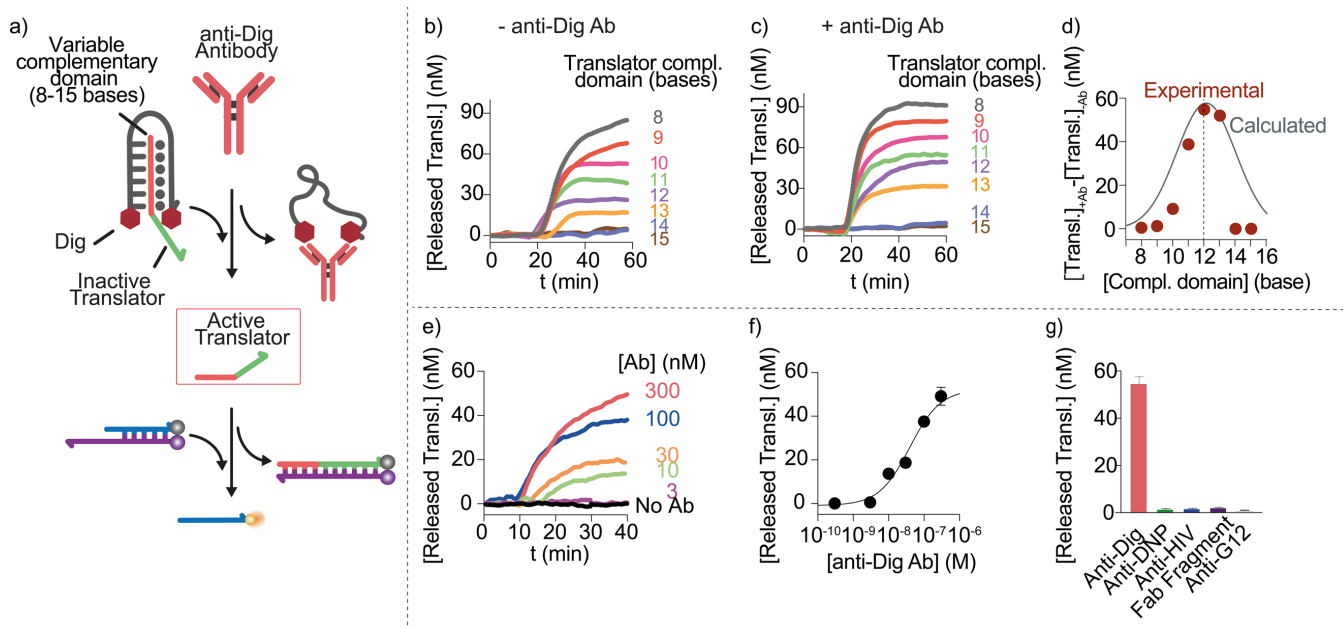 a)
Variable
complementary
domain
(8-15 bases)
anti-Dig
Antibody
Dig
Inactive
Translator
Active
Translator
b)
- anti-Dig Ab
[Released Transl.] (nM)
Translator compl.
domain (bases)
90
60
30
0
8
9
10
11
12
13
14
15
0 20 40 60
t (min)
c)
+ anti-Dig Ab
[Released Transl.] (nM)
Translator compl.
domain (bases)
90
60
30
0
8
9
10
11
12
13
14
15
0 20 40 60
t (min)
d)
[Transl.]+Ab-[Transl.]-Ab (nM)
60
40
20
0
Experimental
Calculated
8 10 12 14 16
[Compl. domain] (base)
e)
[Released Transl.] (nM)
60
40
20
0
[Ab] (nM)
300
100
30
10
3
No Ab
0 10 20 30 40
t (min)
f)
[Released Transl.] (nM)
60
40
20
0
10-10 10-9 10-8 10-7 10-6
[anti-Dig Ab] (M)
g)
[Released Transl.] (nM)
60
40
20
0
Anti-Dig
Anti-DNP
Anti-HIV
Fab Fragment
Anti-G12